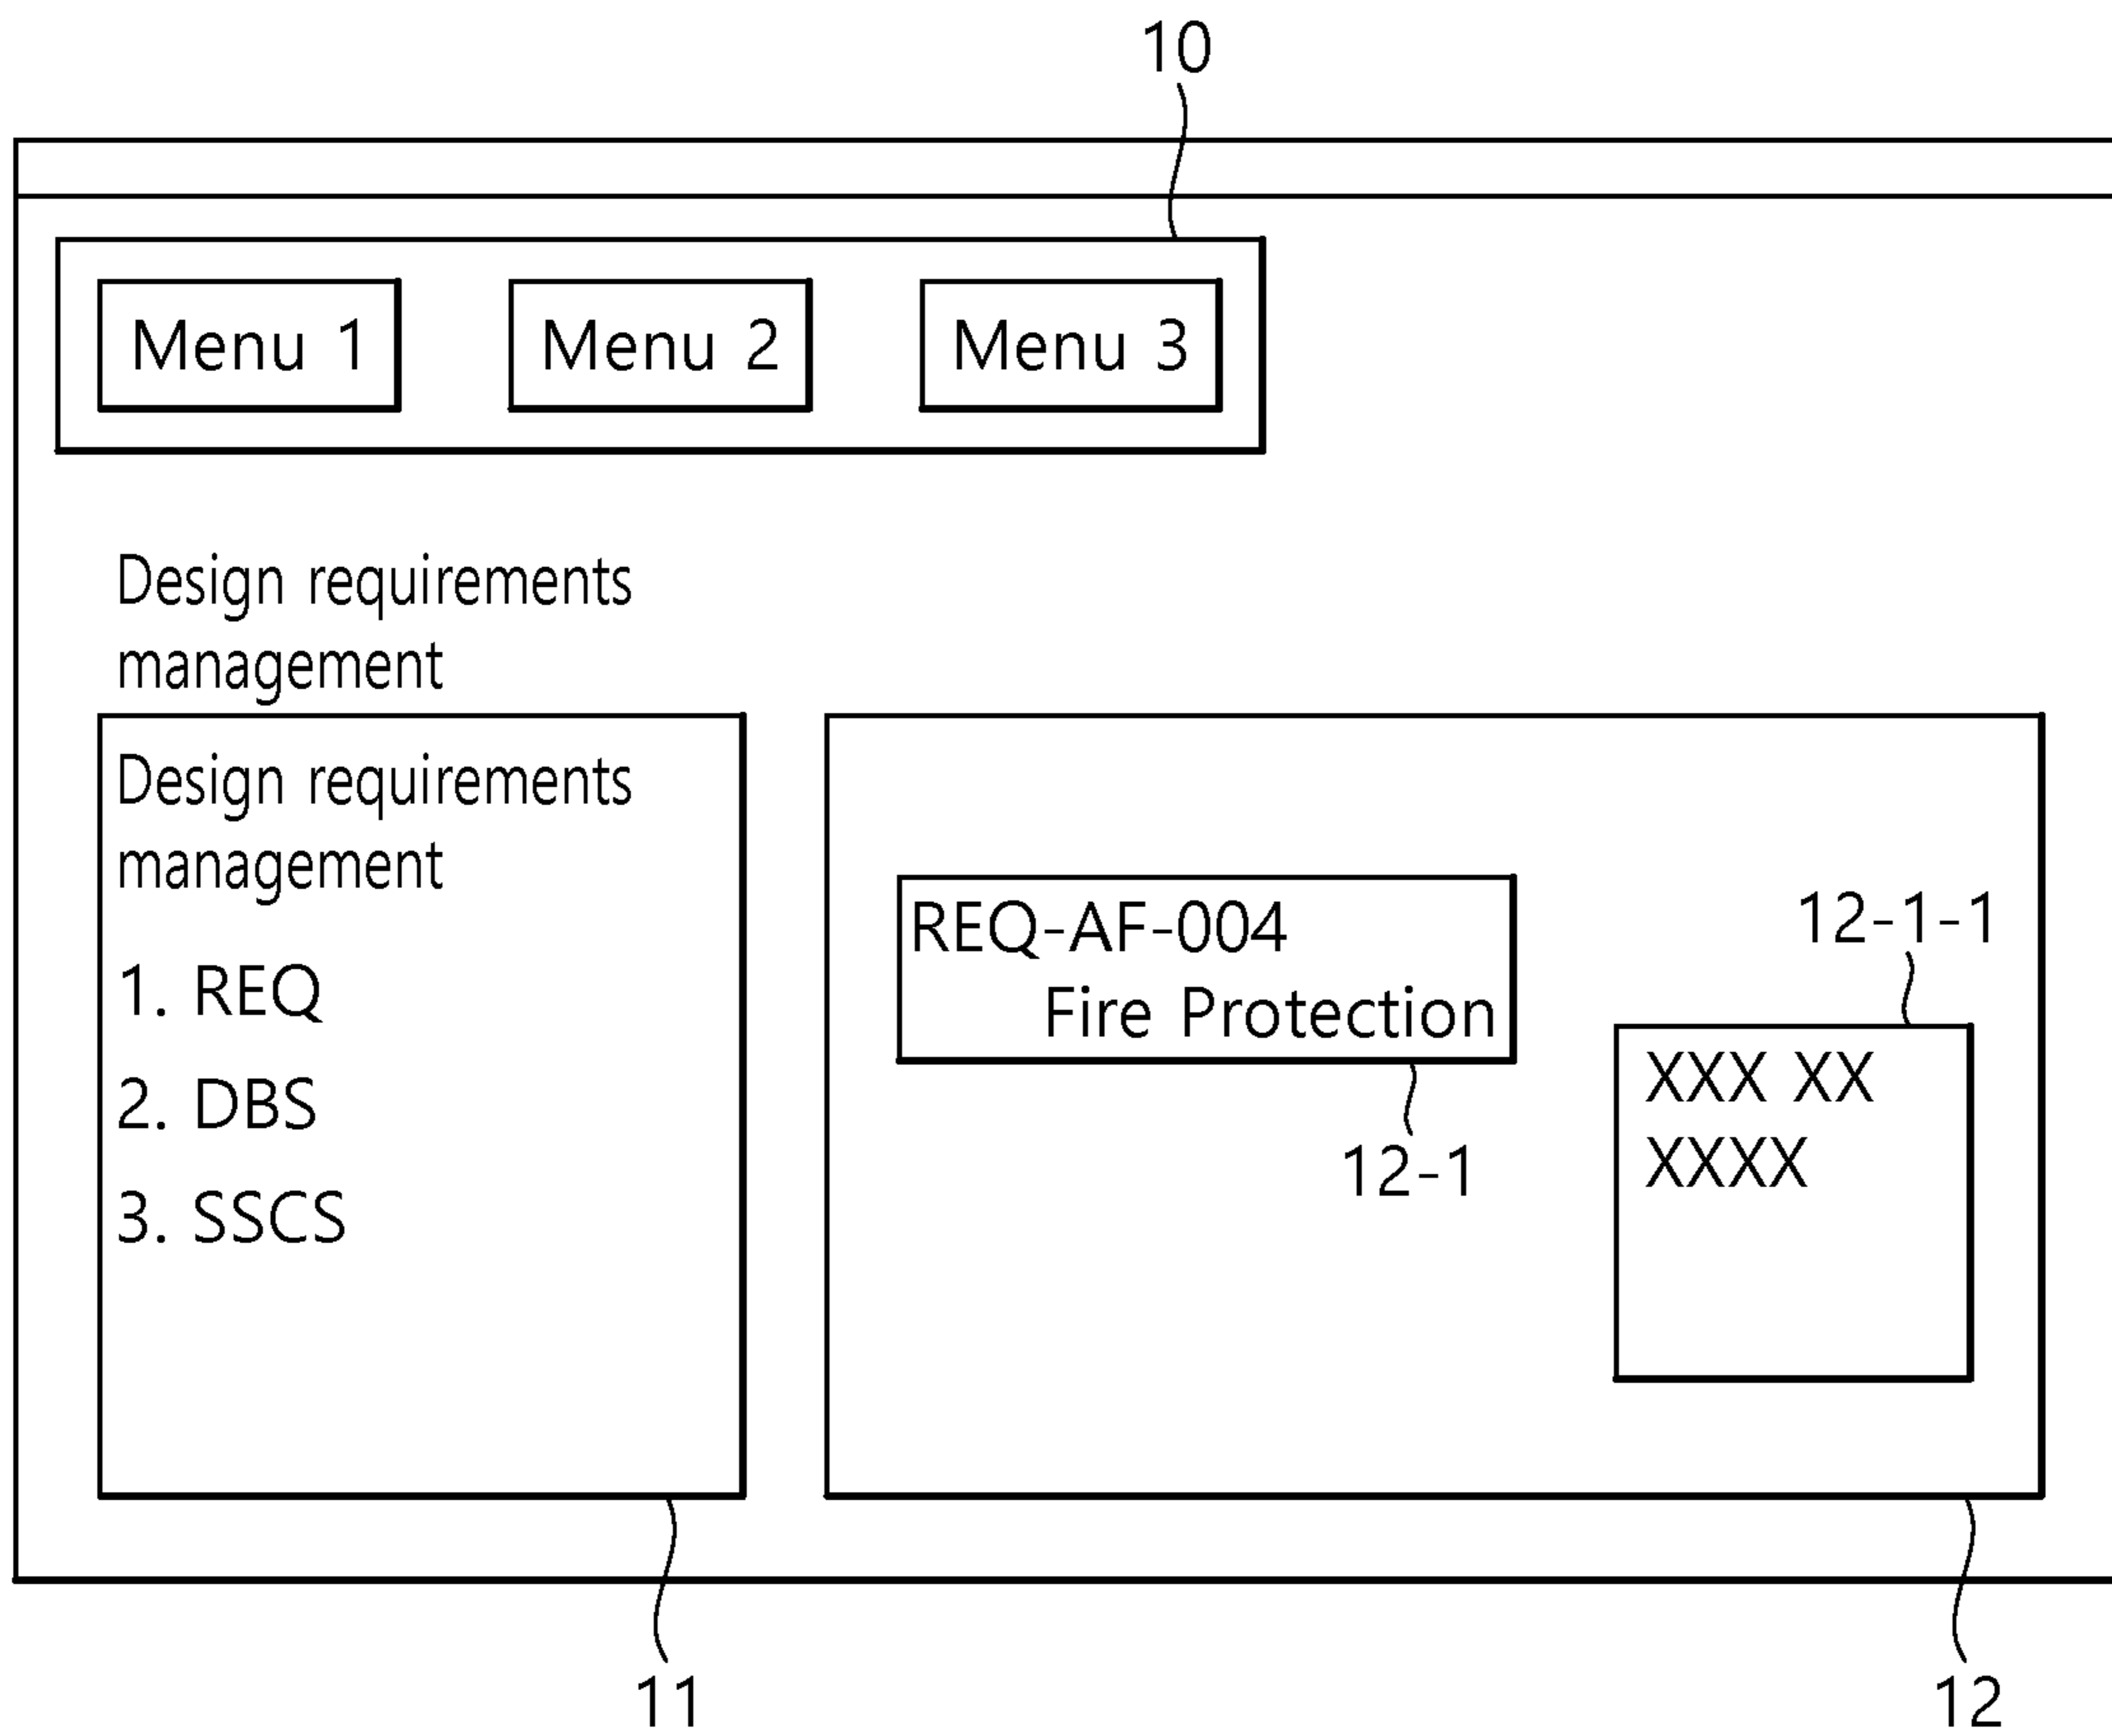 10
Menu 1
Menu 2
Menu 3
Design requirements
management
Design requirements
management
1. REQ
2. DBS
3. SSCS
REQ-AF-004
Fire Protection
12-1
12-1-1
XXX XX
XXXX
11
12